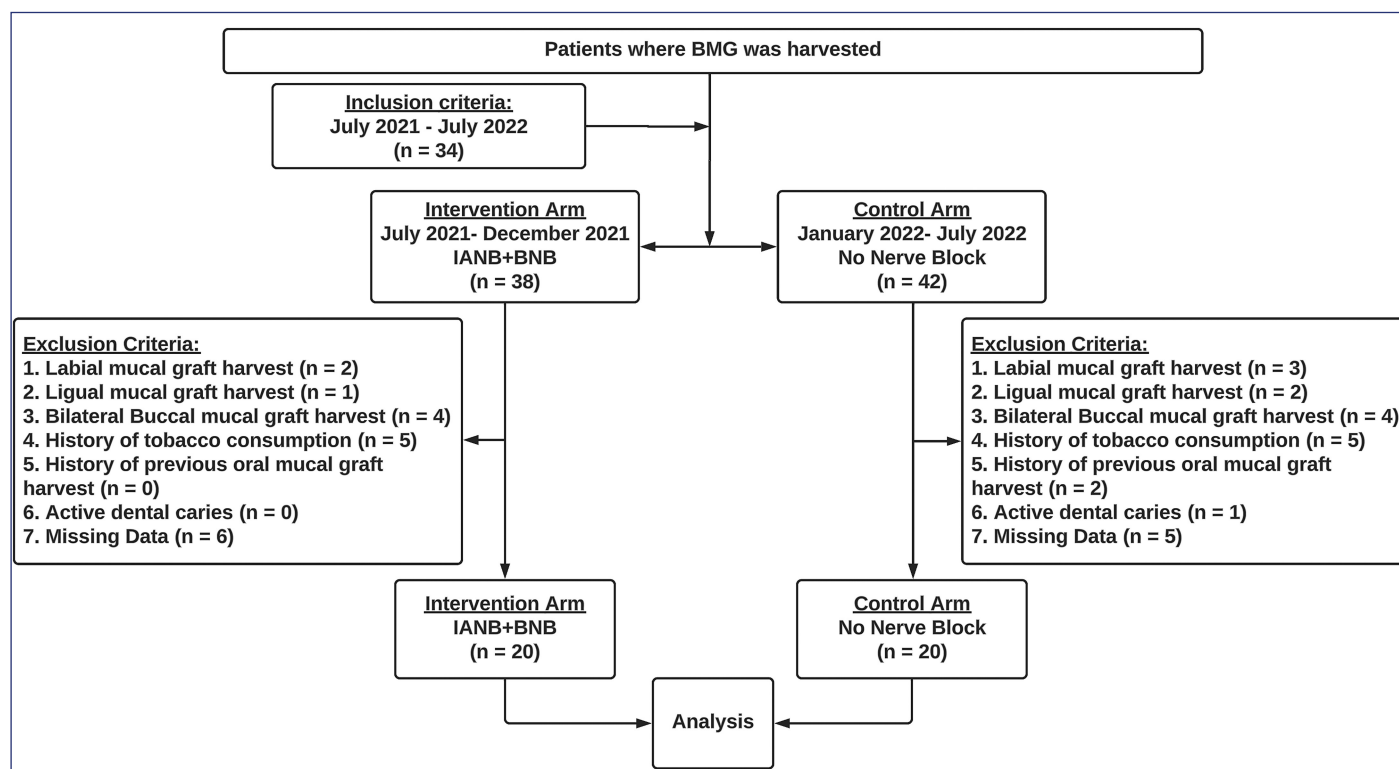 Patients where BMG was harvested
Inclusion criteria:
July 2021 - July 2022
(n = 34)
Intervention Arm
July 2021- December 2021
IANB+BNB
(n = 38)
Control Arm
January 2022- July 2022
No Nerve Block
(n = 42)
Exclusion Criteria:
1. Labial mucal graft harvest (n = 2)
2. Ligual mucal graft harvest (n = 1)
3. Bilateral Buccal mucal graft harvest (n = 4)
4. History of tobacco consumption (n = 5)
5. History of previous oral mucal graft
harvest (n = 0)
6. Active dental caries (n = 0)
7. Missing Data (n = 6)
Exclusion Criteria:
1. Labial mucal graft harvest (n = 3)
2. Ligual mucal graft harvest (n = 2)
3. Bilateral Buccal mucal graft harvest (n = 4)
4. History of tobacco consumption (n = 5)
5. History of previous oral mucal graft
harvest (n = 2)
6. Active dental caries (n = 1)
7. Missing Data (n = 5)
Intervention Arm
IANB+BNB
(n = 20)
Control Arm
No Nerve Block
(n = 20)
Analysis